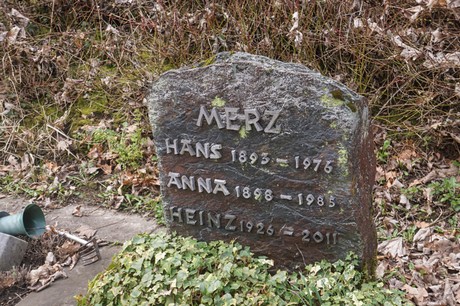 MERZ
HANS 1893 – 1976
ANNA 1898 – 1985
HEINZ 1926 – 2011